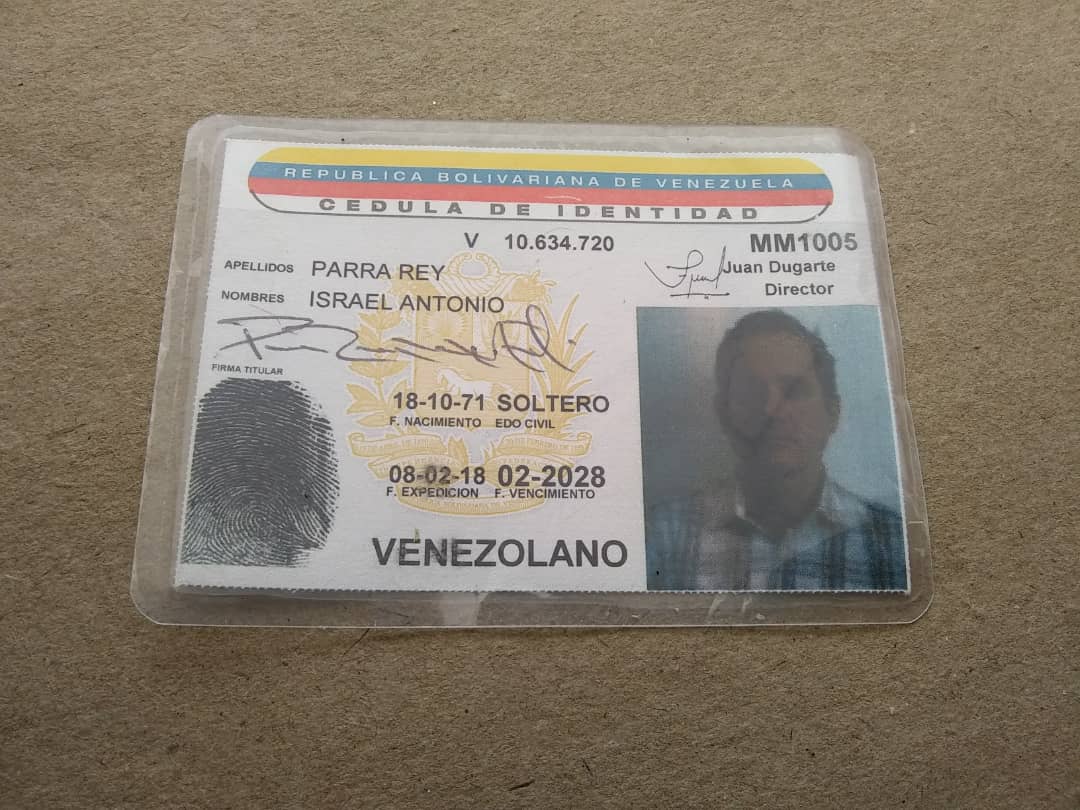 REPUBLICA BOLIVARIANA DE VENEZUELA
CEDULA DE IDENTIDAD
V 10.634.720
MM1005
Juan Dugarte
Director
APELLIDOS PARRA REY
NOMBRES ISRAEL ANTONIO
FIRMA TITULAR
18-10-71 SOLTERO
F. NACIMIENTO EDO CIVIL
08-02-18 02-2028
F. EXPEDICION F. VENCIMIENTO
VENEZOLANO